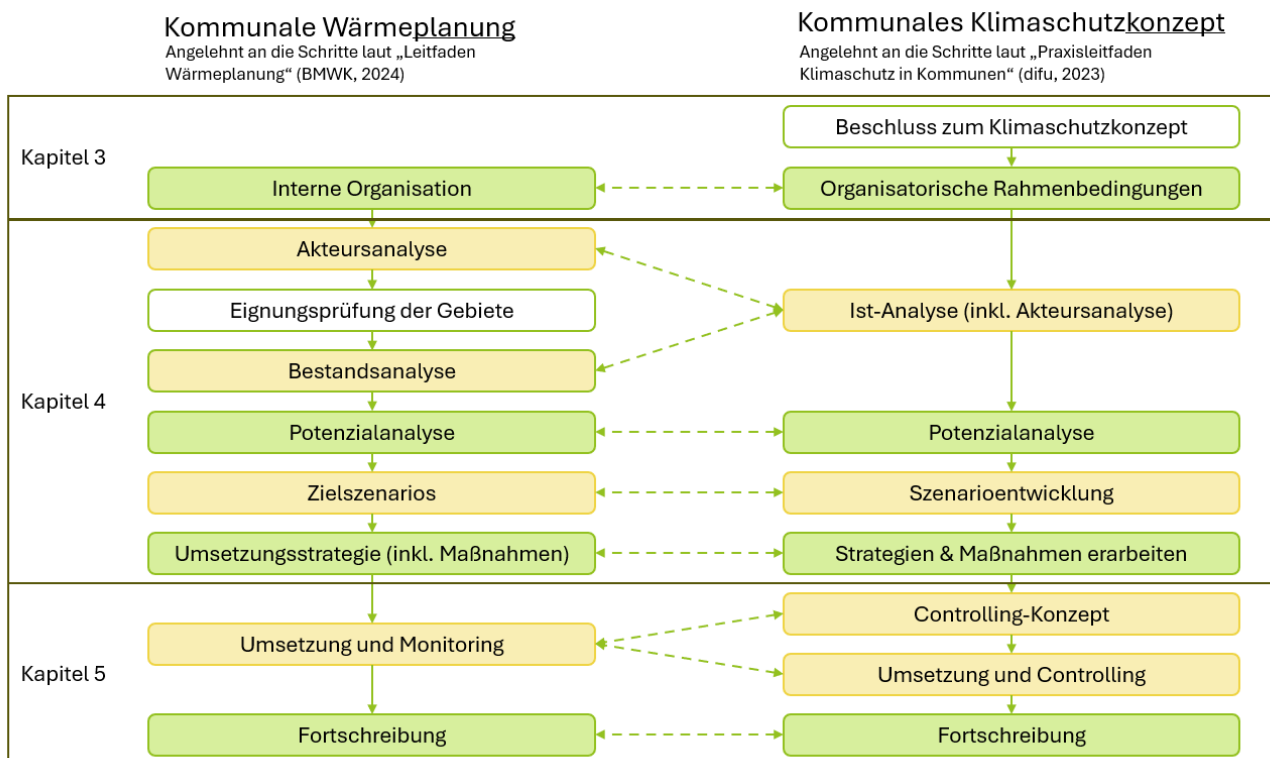 Kommunale Wärmeplanung
Angelehnt an die Schritte laut „Leitfaden
Wärmeplanung“ (BMWK, 2024)
Kommunales Klimaschutzkonzept
Angelehnt an die Schritte laut „Praxisleitfaden
Klimaschutz in Kommunen“ (difu, 2023)
Kapitel 3
Beschluss zum Klimaschutzkonzept
Interne Organisation
Organisatorische Rahmenbedingungen
Kapitel 4
Akteursanalyse
Eignungsprüfung der Gebiete
Ist-Analyse (inkl. Akteursanalyse)
Bestandsanalyse
Potenzialanalyse
Potenzialanalyse
Zielszenarios
Szenarioentwicklung
Umsetzungsstrategie (inkl. Maßnahmen)
Strategien & Maßnahmen erarbeiten
Kapitel 5
Controlling-Konzept
Umsetzung und Monitoring
Umsetzung und Controlling
Fortschreibung
Fortschreibung